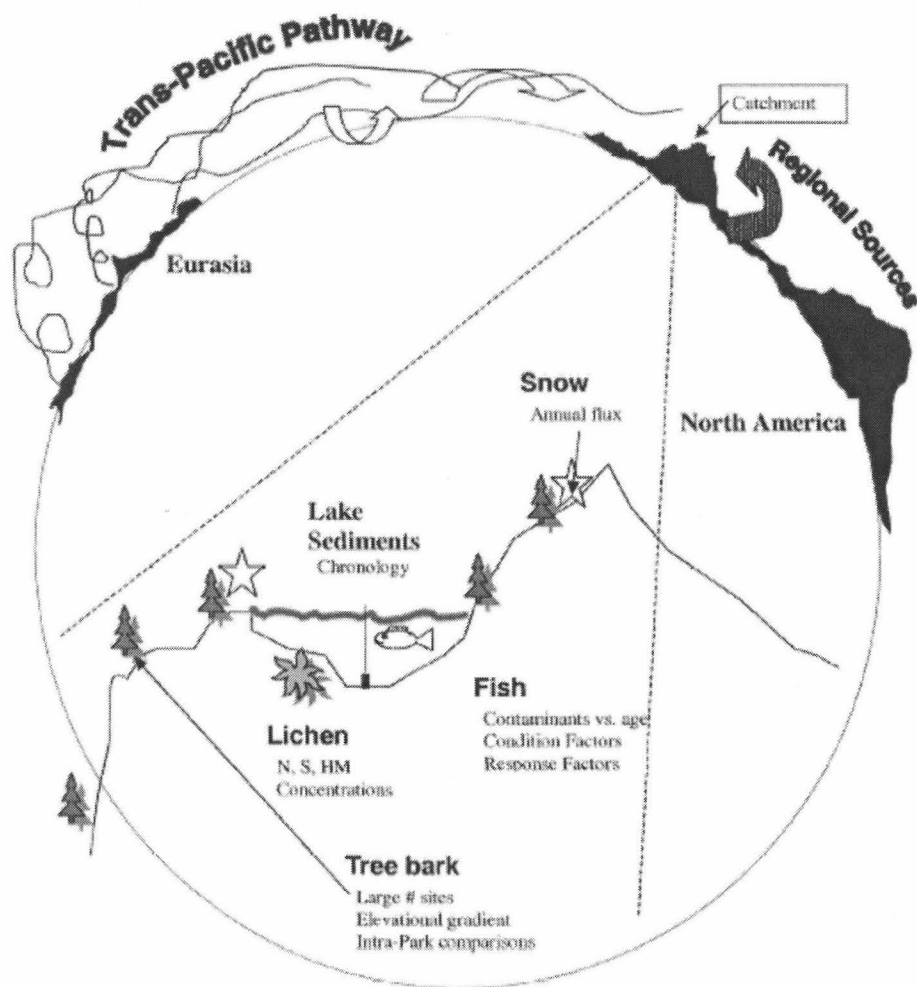 Trans-Pacific Pathway
Catchment
Regional Sources
Eurasia
Snow
Annual flux
North America
Lake
Sediments
Chronology
Fish
Contaminants vs. age
Condition Factors
Response Factors
Lichen
N, S, HM
Concentrations
Tree bark
Large # sites
Elevational gradient
Intra-Park comparisons